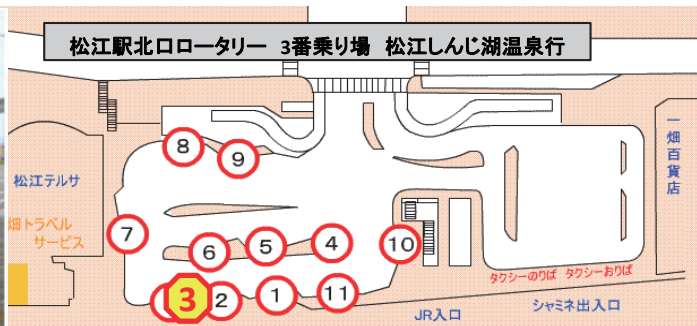 松江駅北口ロータリー 3番乗り場 松江しんじ湖温泉行
一畑百貨店
8
9
松江テルサ
畑トラベル
サービス
7
6
5
4
10
3
2
1
11
タクシーのりば タクシーおりば
JR入口
シャミネ出入口